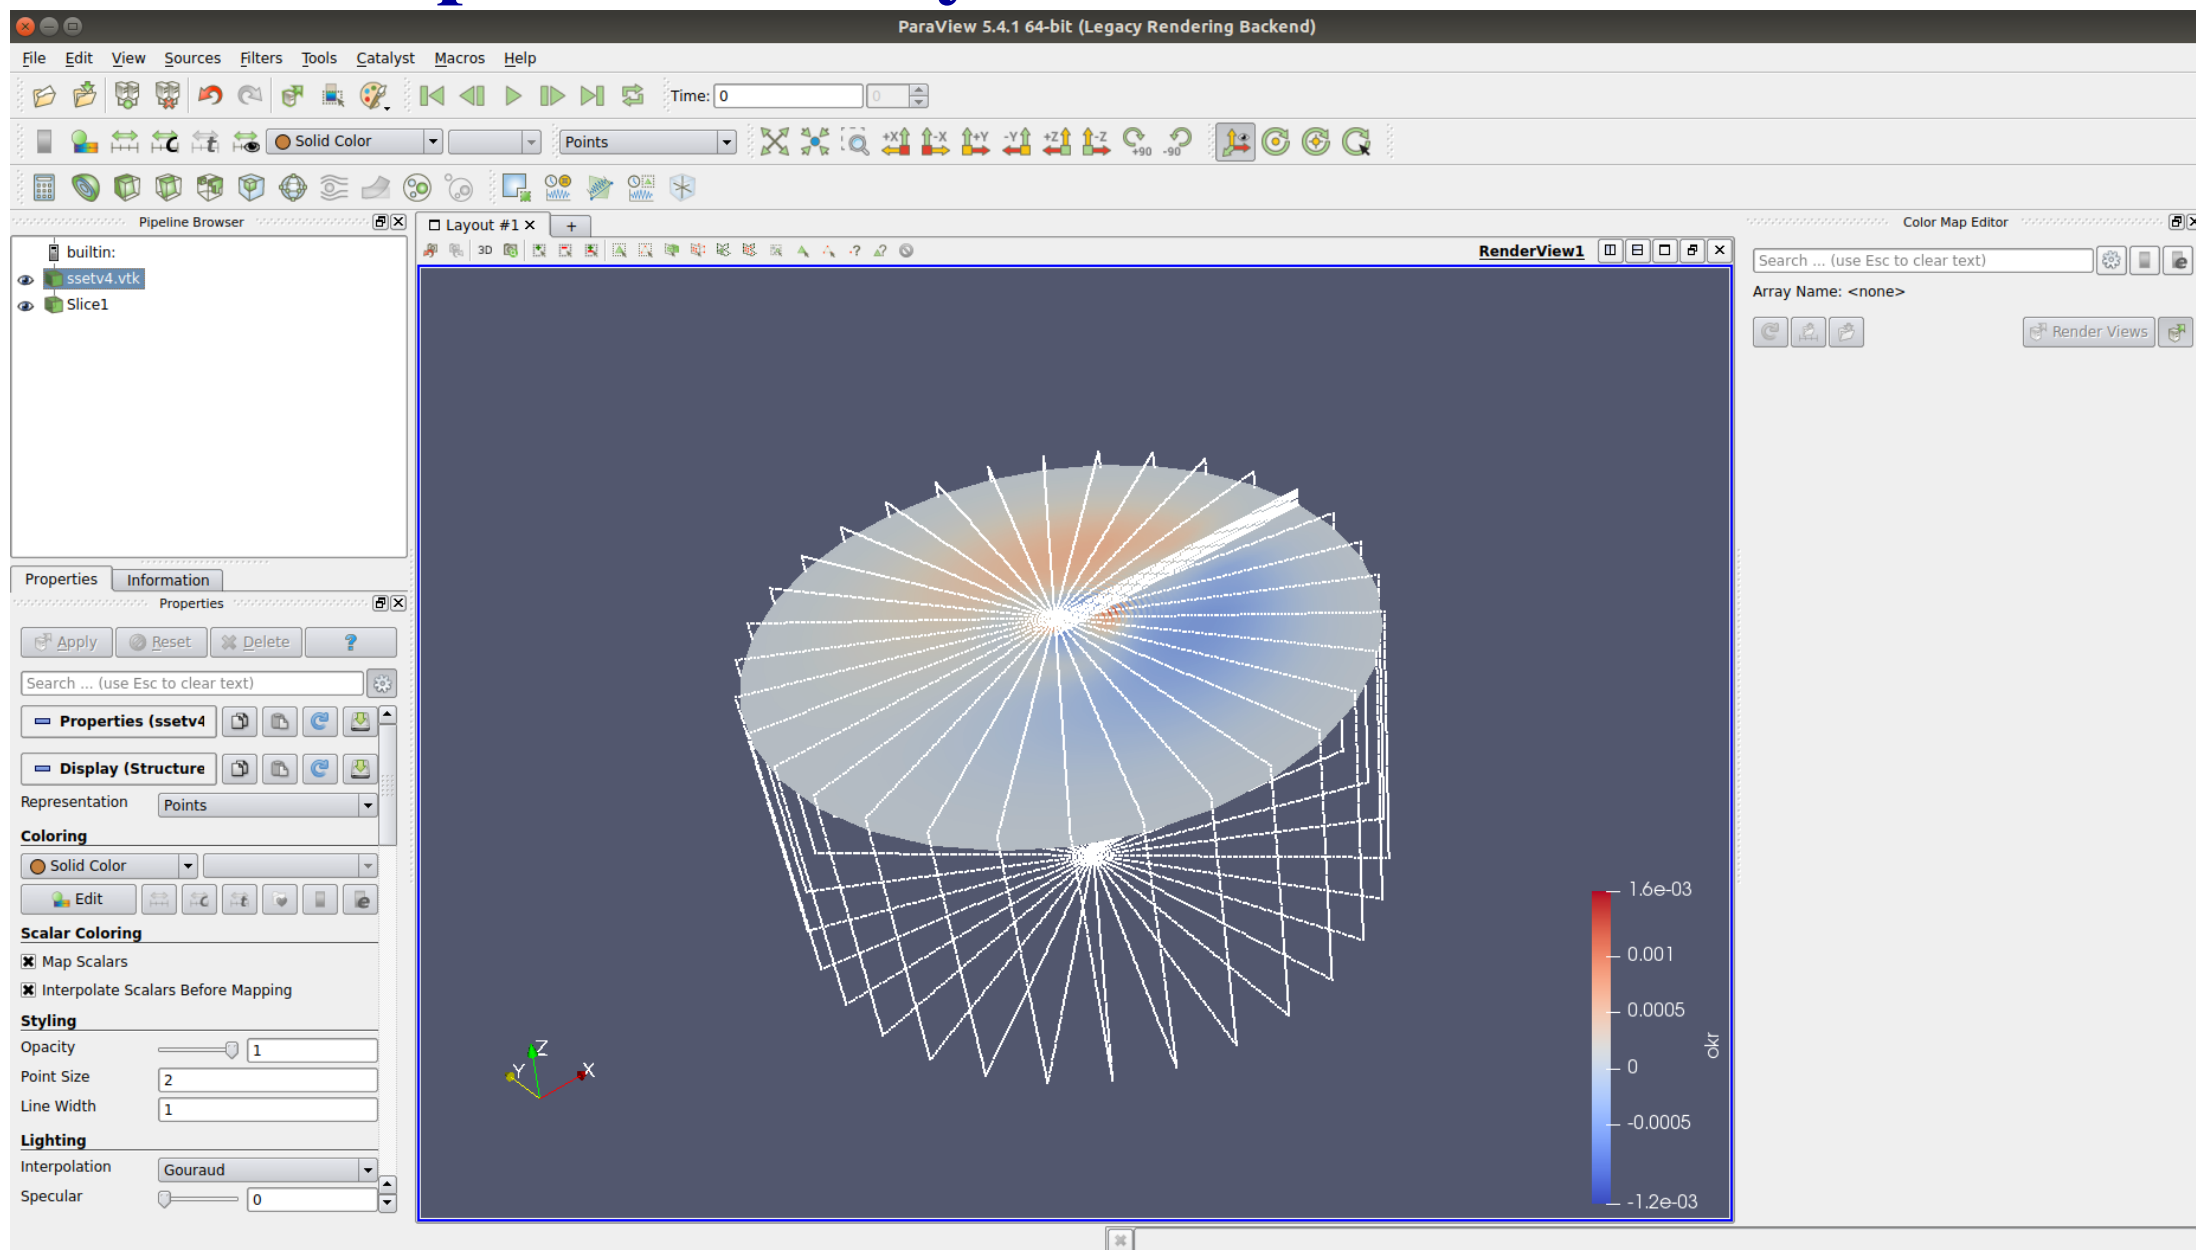 ParaView 5.4.1 64-bit (Legacy Rendering Backend)
File Edit View Sources Filters Tools Catalyst Macros Help
Time: 0 0
Solid Color Points +X -X +Y -Y +Z -Z +90 -90
Pipeline Browser
Layout #1 +
Color Map Editor
builtin:
3D
RenderView1
Search ... (use Esc to clear text)
ssetv4.vtk
Array Name: <none>
Slice1
Render Views
Properties Information
Properties
Apply Reset Delete ?
Search ... (use Esc to clear text)
Properties (ssetv4
Display (Structure
Representation Points
Coloring
Solid Color
Edit
Scalar Coloring
Map Scalars
Interpolate Scalars Before Mapping
Styling
Opacity 1
Point Size 2
Line Width 1
Lighting
Interpolation Gouraud
Specular 0
Z
Y
X
1.6e-03
0.001
0.0005
0
-0.0005
-1.2e-03
okr